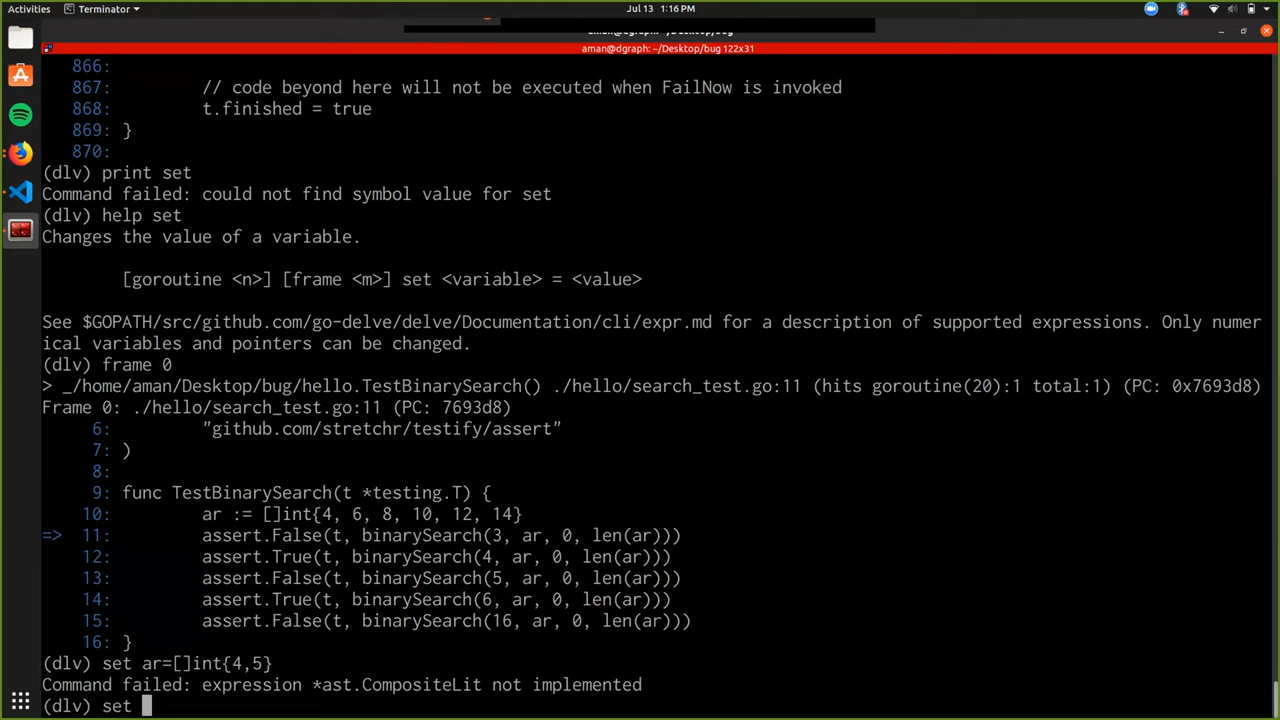 Activities Terminator Jul 13 1:16 PM
aman@dgraph: ~/Desktop/bug 122x31
866:
867: // code beyond here will not be executed when FailNow is invoked
868: t.finished = true
869: }
870:
(dlv) print set
Command failed: could not find symbol value for set
(dlv) help set
Changes the value of a variable.
[goroutine <n>] [frame <m>] set <variable> = <value>
See $GOPATH/src/github.com/go-delve/delve/Documentation/cli/expr.md for a description of supported expressions. Only numer
ical variables and pointers can be changed.
(dlv) frame 0
> _/home/aman/Desktop/bug/hello.TestBinarySearch() ./hello/search_test.go:11 (hits goroutine(20):1 total:1) (PC: 0x7693d8)
Frame 0: ./hello/search_test.go:11 (PC: 7693d8)
6: "github.com/stretchr/testify/assert"
7: )
8:
9: func TestBinarySearch(t *testing.T) {
10: ar := []int{4, 6, 8, 10, 12, 14}
=> 11: assert.False(t, binarySearch(3, ar, 0, len(ar)))
12: assert.True(t, binarySearch(4, ar, 0, len(ar)))
13: assert.False(t, binarySearch(5, ar, 0, len(ar)))
14: assert.True(t, binarySearch(6, ar, 0, len(ar)))
15: assert.False(t, binarySearch(16, ar, 0, len(ar)))
16: }
(dlv) set ar=[]int{4,5}
Command failed: expression *ast.CompositeLit not implemented
(dlv) set